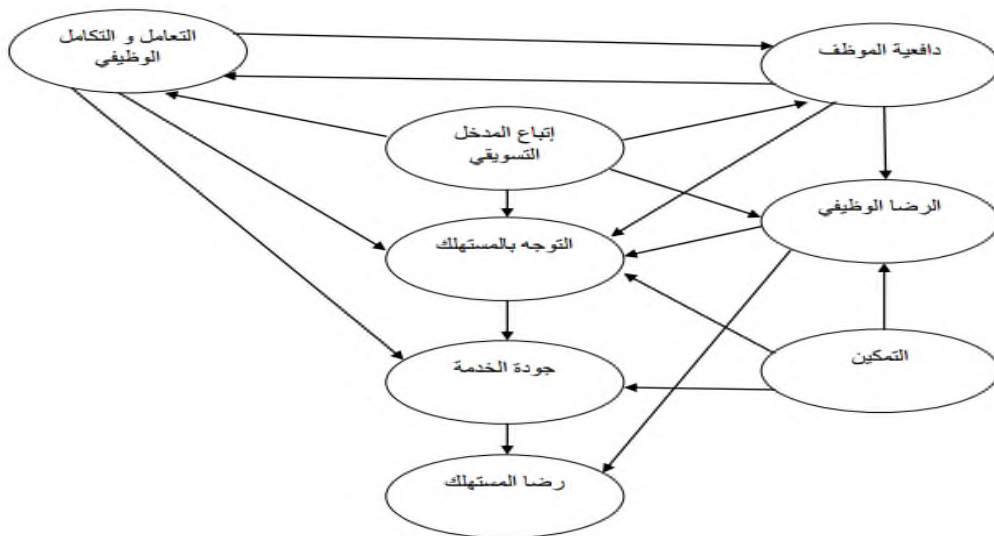 التعامل و التكامل
الوظيفي
دافعية الموظف
إتباع المدخل
التسويقي
الرضا الوظيفي
التوجه بالمستهلك
التمكين
جودة الخدمة
رضا المستهلك